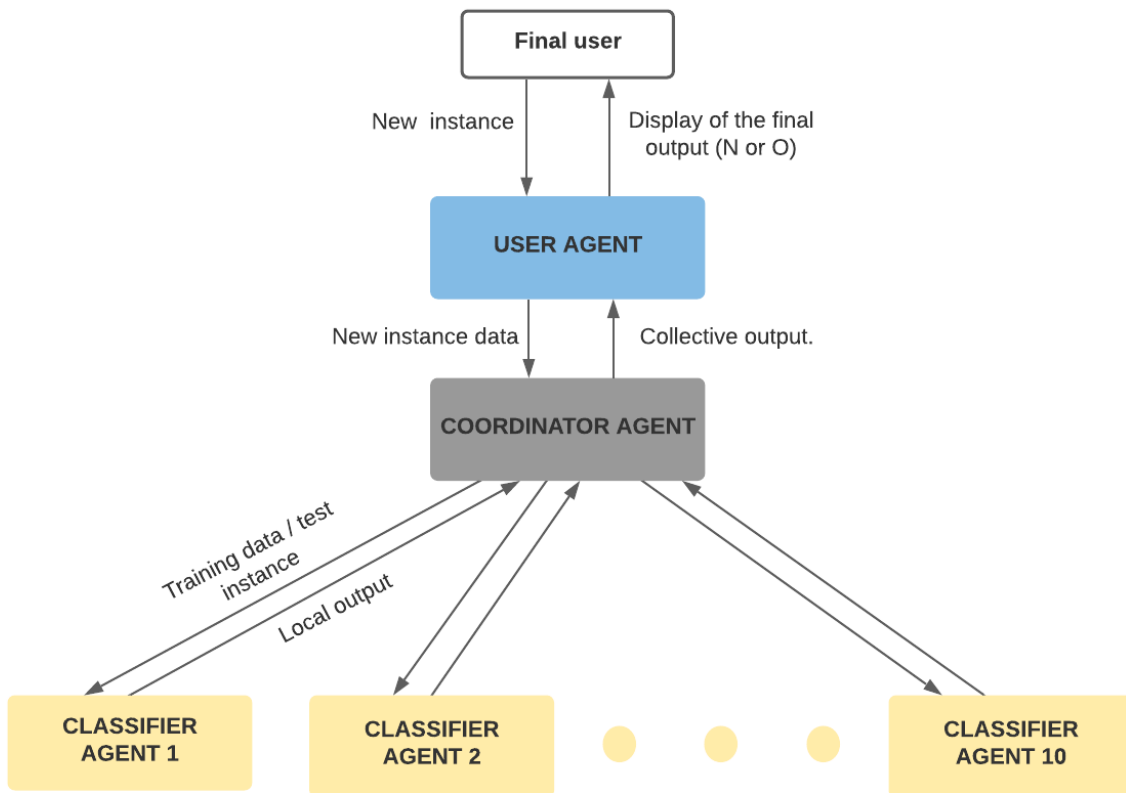 Final user
New instance
Display of the final
output (N or O)
USER AGENT
New instance data
Collective output.
COORDINATOR AGENT
Training data / test
instance
Local output
CLASSIFIER
AGENT 1
CLASSIFIER
AGENT 2
CLASSIFIER
AGENT 10